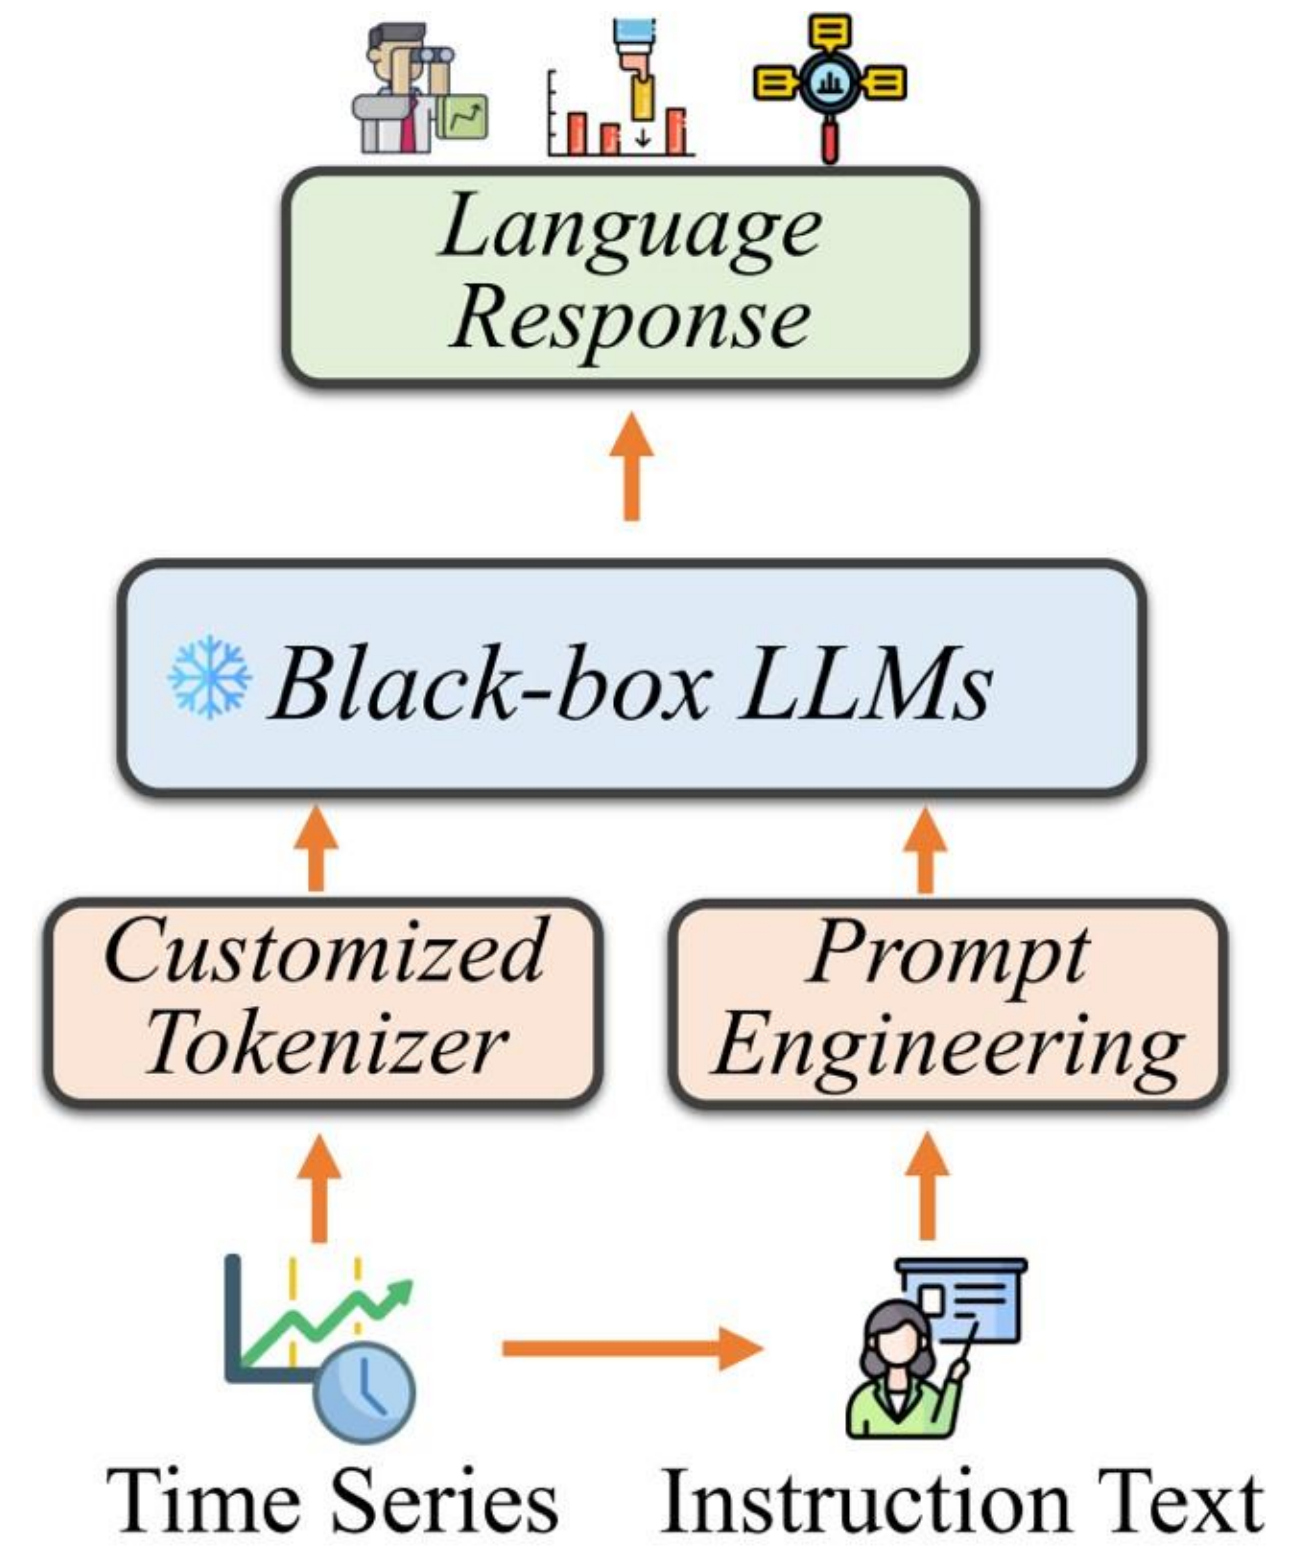 Language
Response
Black-box LLMs
Customized
Tokenizer
Prompt
Engineering
Time Series
Instruction Text